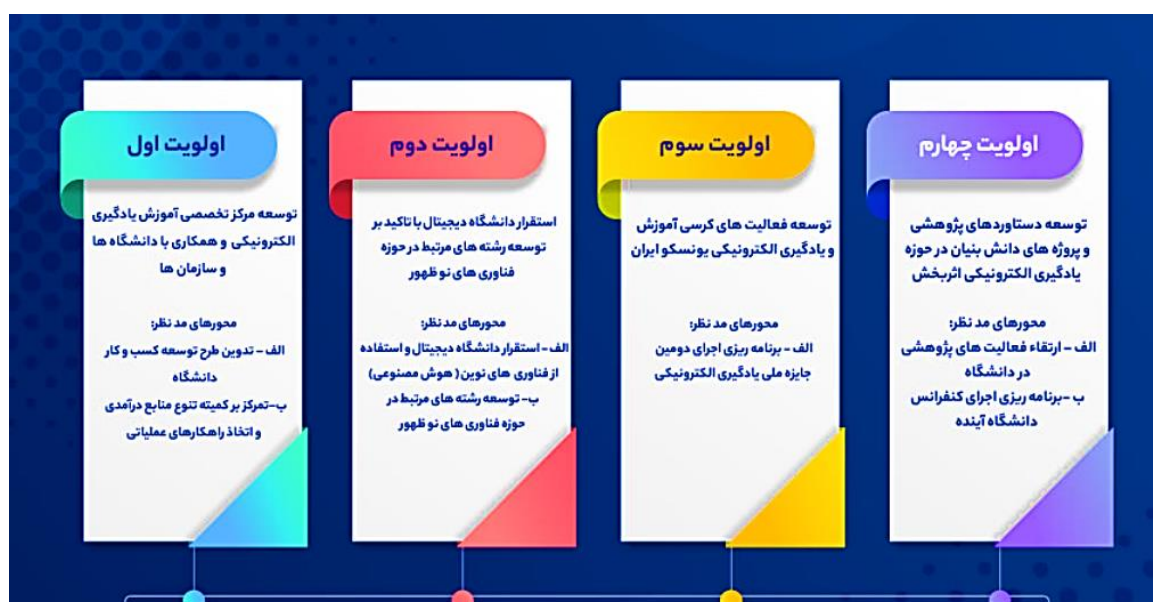 اولویت اول
توسعه مرکز تخصصی آموزش یادگیری
الکترونیکی و همکاری با دانشگاه ها
و سازمان ها
محورهای مد نظر:
الف - تدوین طرح توسعه کسب و کار
دانشگاه
ب-تمرکز بر کمیته تنوع منابع درآمدی
و اتخاذ راهکارهای عملیاتی
اولویت دوم
استقرار دانشگاه دیجیتال با تاکید بر
توسعه رشته های مرتبط در حوزه
فناوری های نو ظهور
محورهای مد نظر:
الف - استقرار دانشگاه دیجیتال و استفاده
از فناوری های نوین ( هوش مصنوعی)
ب- توسعه رشته های مرتبط در
حوزه فناوری های نو ظهور
اولویت سوم
توسعه فعالیت های کرسی آموزش
و یادگیری الکترونیکی یونسکو ایران
محورهای مد نظر:
الف - برنامه ریزی اجرای دومین
جایزه ملی یادگیری الکترونیکی
اولویت چهارم
توسعه دستاوردهای پژوهشی
و پروژه های دانش بنیان در حوزه
یادگیری الکترونیکی اثربخش
محورهای مد نظر:
الف - ارتقاء فعالیت های پژوهشی
در دانشگاه
ب -برنامه ریزی اجرای کنفرانس
دانشگاه آینده